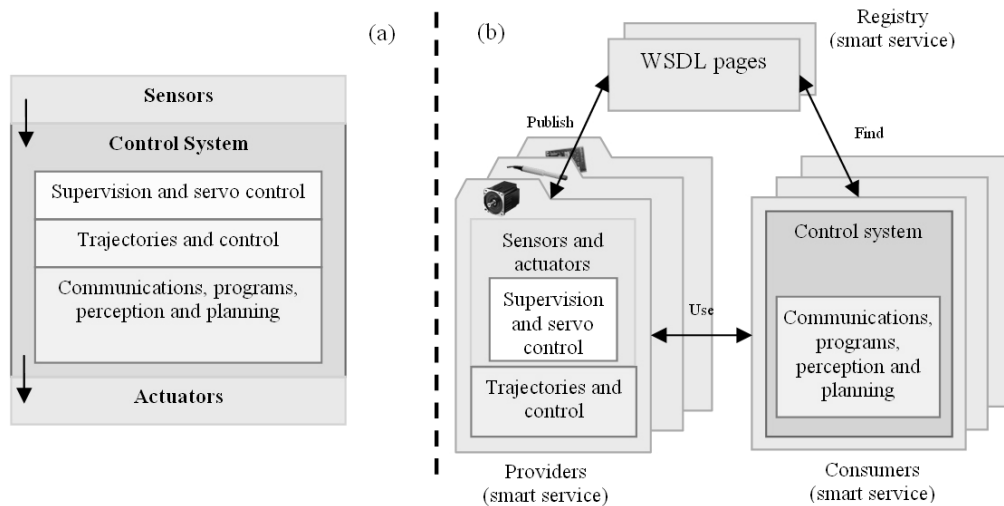 (a)
Sensors
Control System
Supervision and servo control
Trajectories and control
Communications, programs,
perception and planning
Actuators
(b)
Registry
(smart service)
WSDL pages
Publish
Find
Sensors and
actuators
Supervision
and servo
control
Trajectories and
control
Providers
(smart service)
Use
Control system
Communications,
programs,
perception and
planning
Consumers
(smart service)